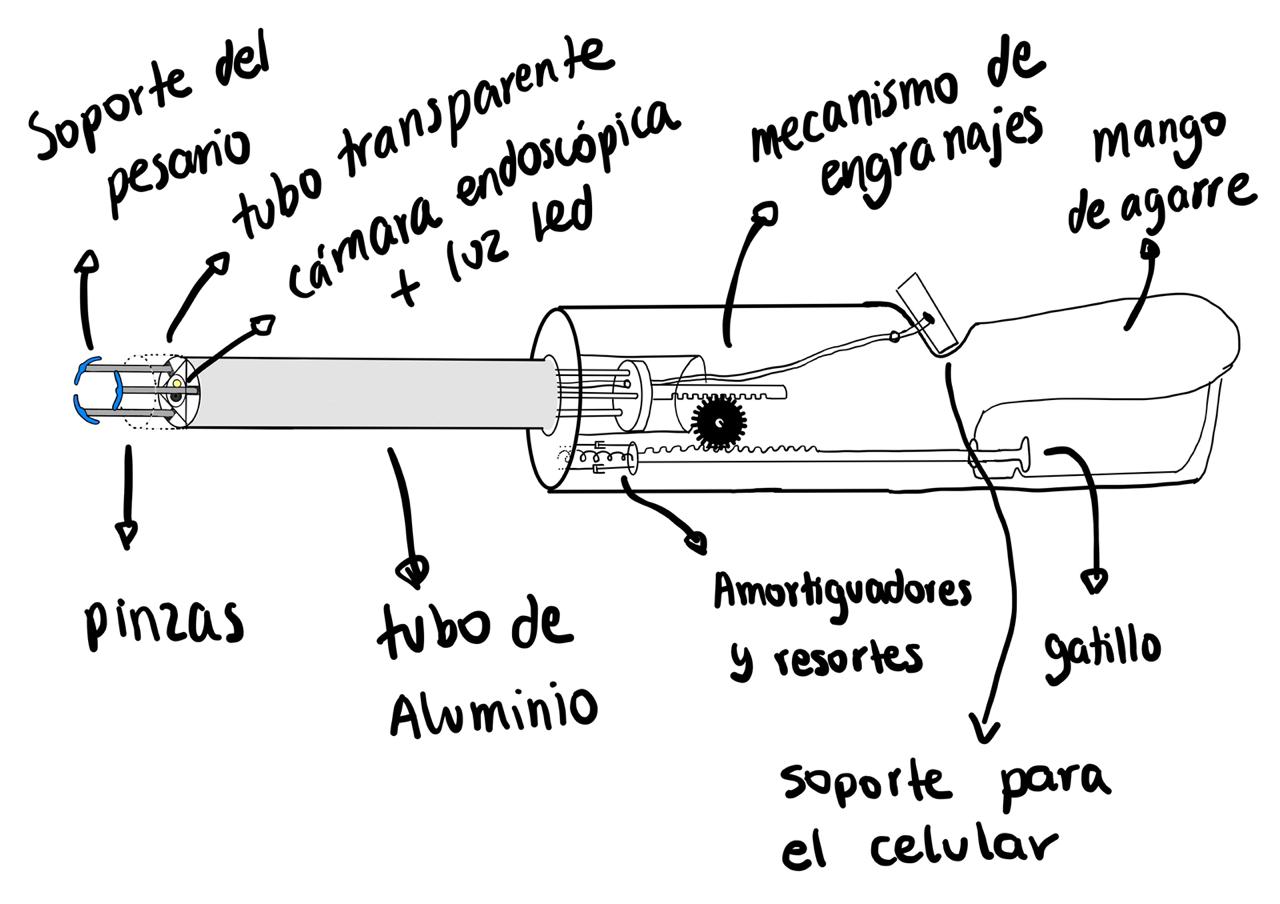 Soporte del
pesario
tubo transparente
cámara endoscópica
+ luz led
mecanismo de
engranajes
mango
de agarre
pinzas
tubo de
Aluminio
Amortiguadores
y resortes
gatillo
soporte para
el celular